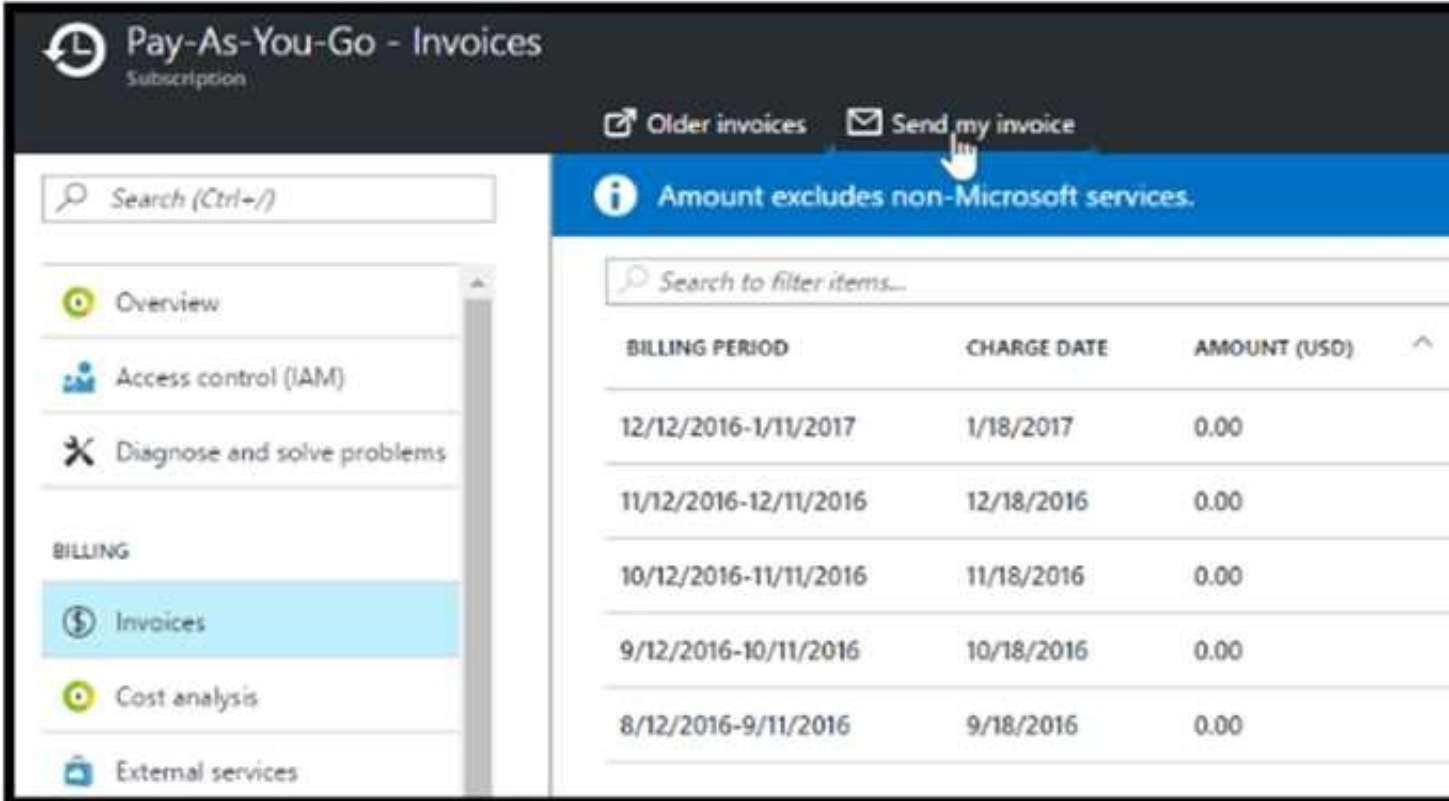 Pay-As-You-Go - Invoices
Subscription
Older invoices Send my invoice
Search (Ctrl+/)
Amount excludes non-Microsoft services.
Overview
Access control (IAM)
Diagnose and solve problems
BILLING
Invoices
Cost analysis
External services
Search to filter items...
BILLING PERIOD CHARGE DATE AMOUNT (USD)
12/12/2016-1/11/2017 1/18/2017 0.00
11/12/2016-12/11/2016 12/18/2016 0.00
10/12/2016-11/11/2016 11/18/2016 0.00
9/12/2016-10/11/2016 10/18/2016 0.00
8/12/2016-9/11/2016 9/18/2016 0.00